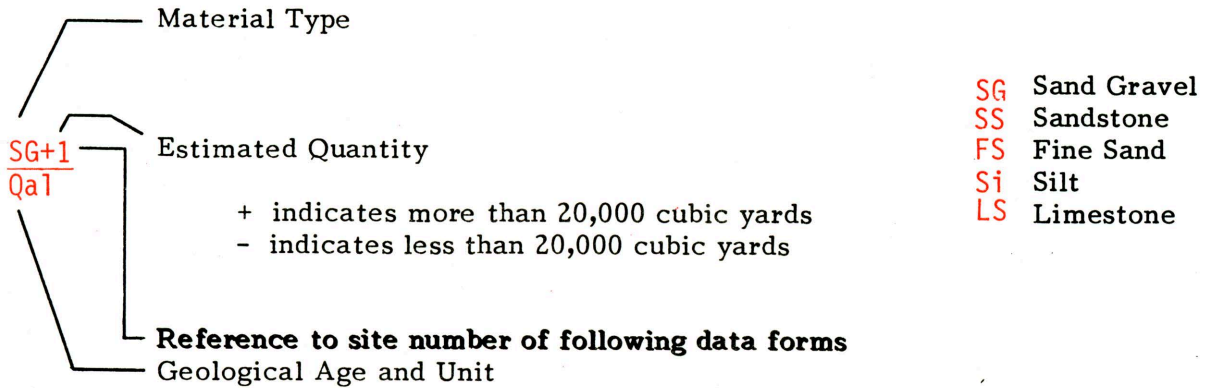 Material Type
SG+1
Qal
Estimated Quantity
+ indicates more than 20,000 cubic yards
- indicates less than 20,000 cubic yards
Reference to site number of following data forms
Geological Age and Unit
SG Sand Gravel
SS Sandstone
FS Fine Sand
Si Silt
LS Limestone